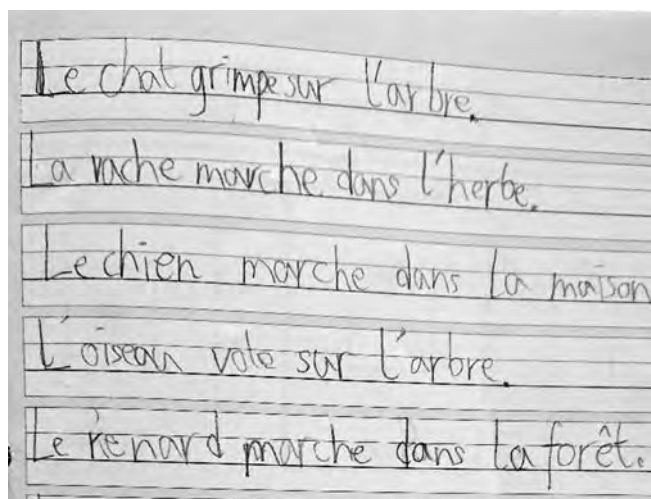 Le chat grimpe sur l'arbre.
La vache marche dans l'herbe.
Le chien marche dans la maison
L'oiseau vole sur l'arbre.
Le renard marche dans la forêt.